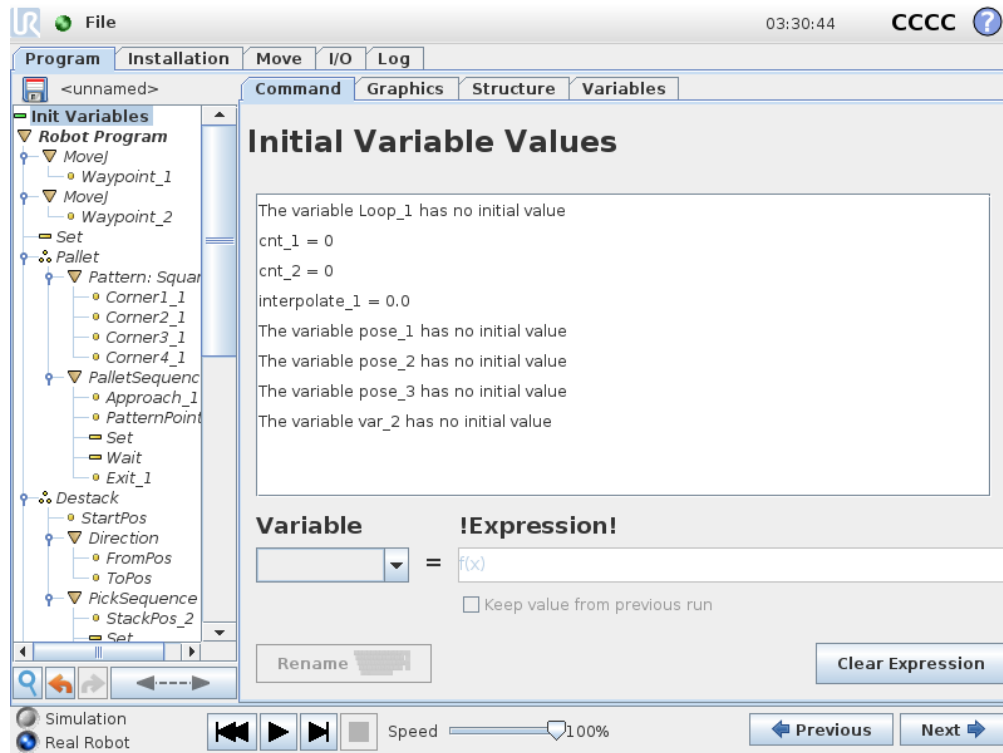 File
03:30:44
CCCC
?
Program
Installation
Move
I/O
Log
<unnamed>
Command
Graphics
Structure
Variables
Init Variables
Robot Program
MoveJ
Waypoint_1
MoveJ
Waypoint_2
Set
Pallet
Pattern: Squar
Corner1_1
Corner2_1
Corner3_1
Corner4_1
PalletSequenc
Approach_1
PatternPoint
Set
Wait
Exit_1
Destack
StartPos
Direction
FromPos
ToPos
PickSequence
StackPos_2
Set
Initial Variable Values
The variable Loop_1 has no initial value
cnt_1 = 0
cnt_2 = 0
interpolate_1 = 0.0
The variable pose_1 has no initial value
The variable pose_2 has no initial value
The variable pose_3 has no initial value
The variable var_2 has no initial value
Variable
!Expression!
=
f(x)
Keep value from previous run
Rename
Clear Expression
Simulation
Real Robot
Speed
100%
Previous
Next